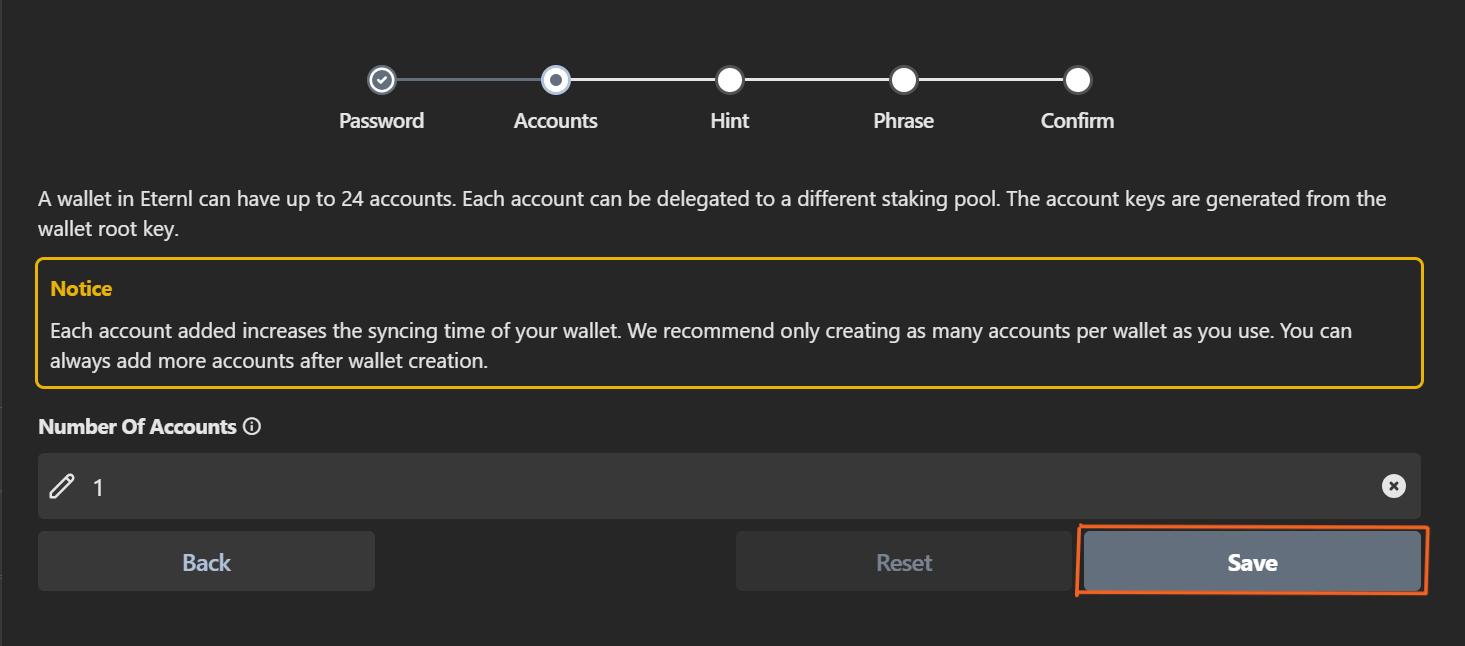 Password
Accounts
Hint
Phrase
Confirm
A wallet in Eternl can have up to 24 accounts. Each account can be delegated to a different staking pool. The account keys are generated from the
wallet root key.
Notice
Each account added increases the syncing time of your wallet. We recommend only creating as many accounts per wallet as you use. You can
always add more accounts after wallet creation.
Number Of Accounts
1
Back
Reset
Save